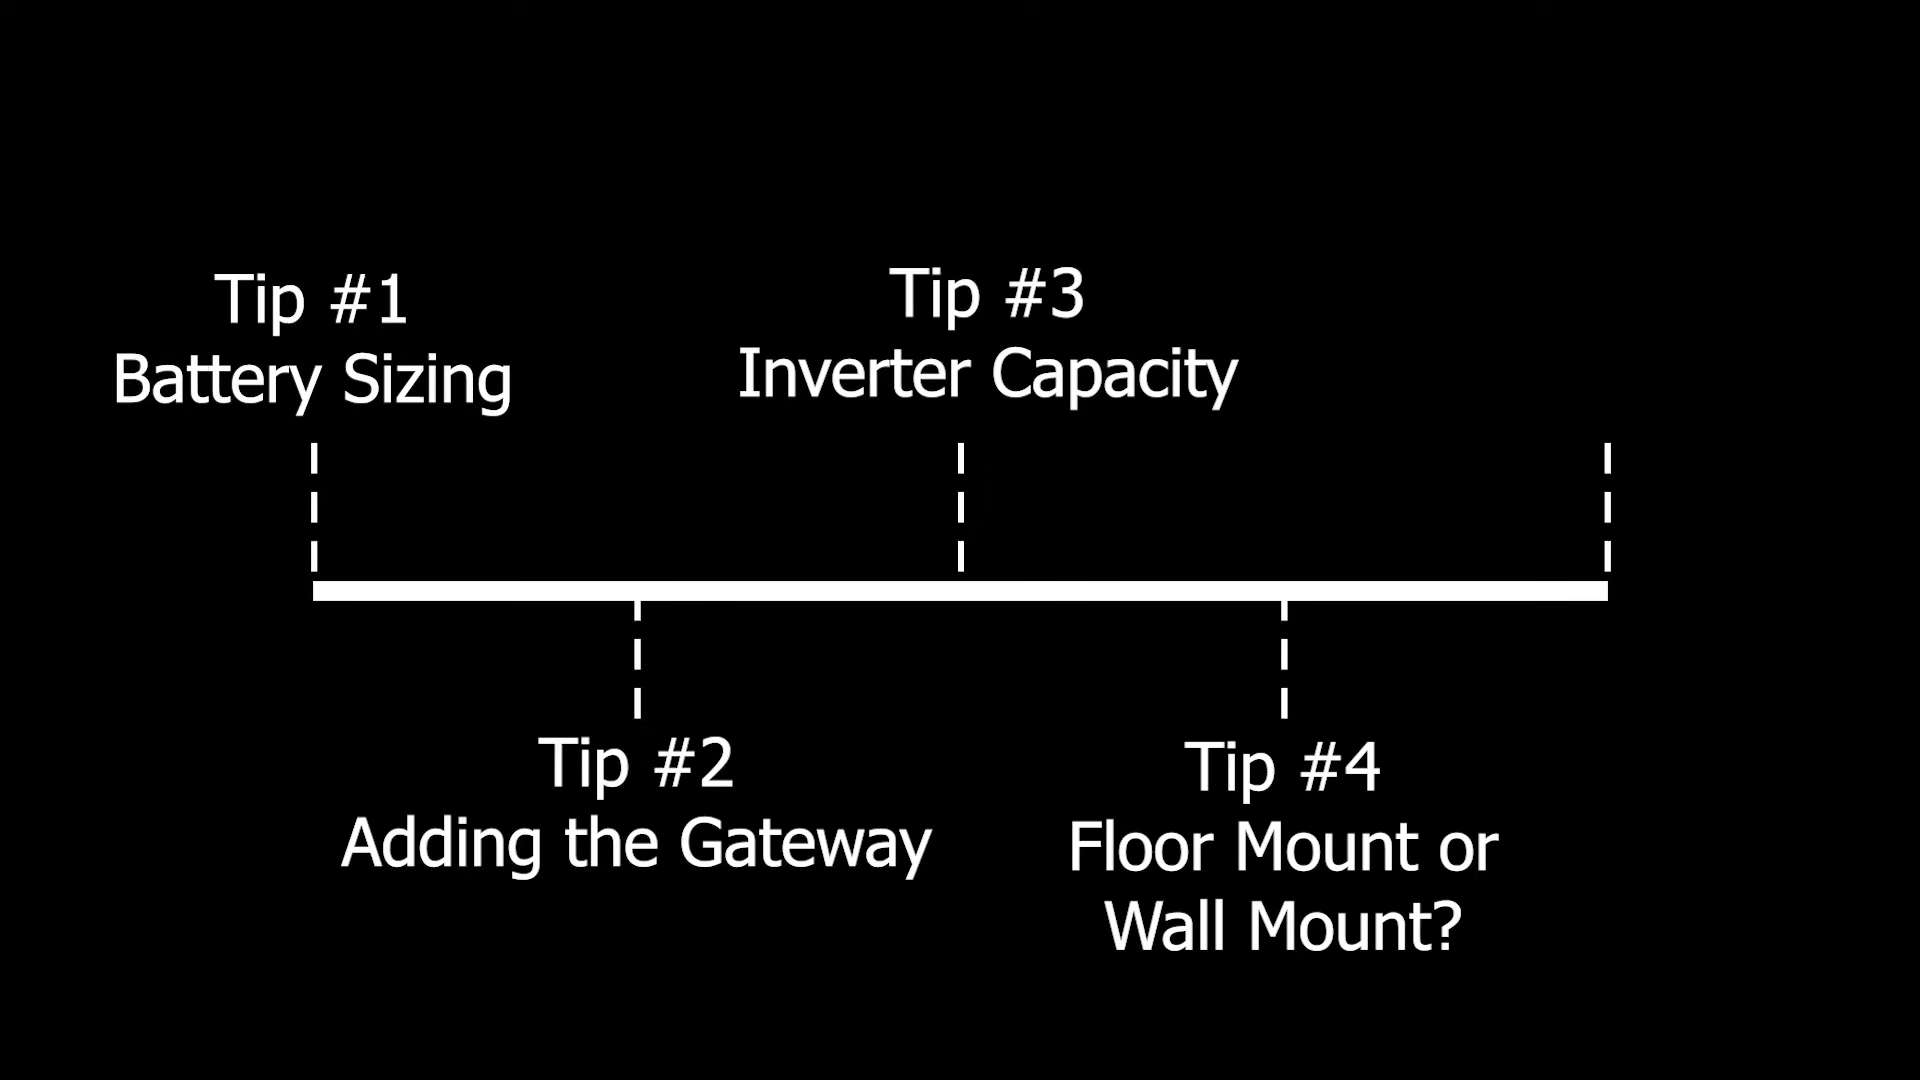 Tip #1
Battery Sizing
Tip #2
Adding the Gateway
Tip #3
Inverter Capacity
Tip #4
Floor Mount or
Wall Mount?